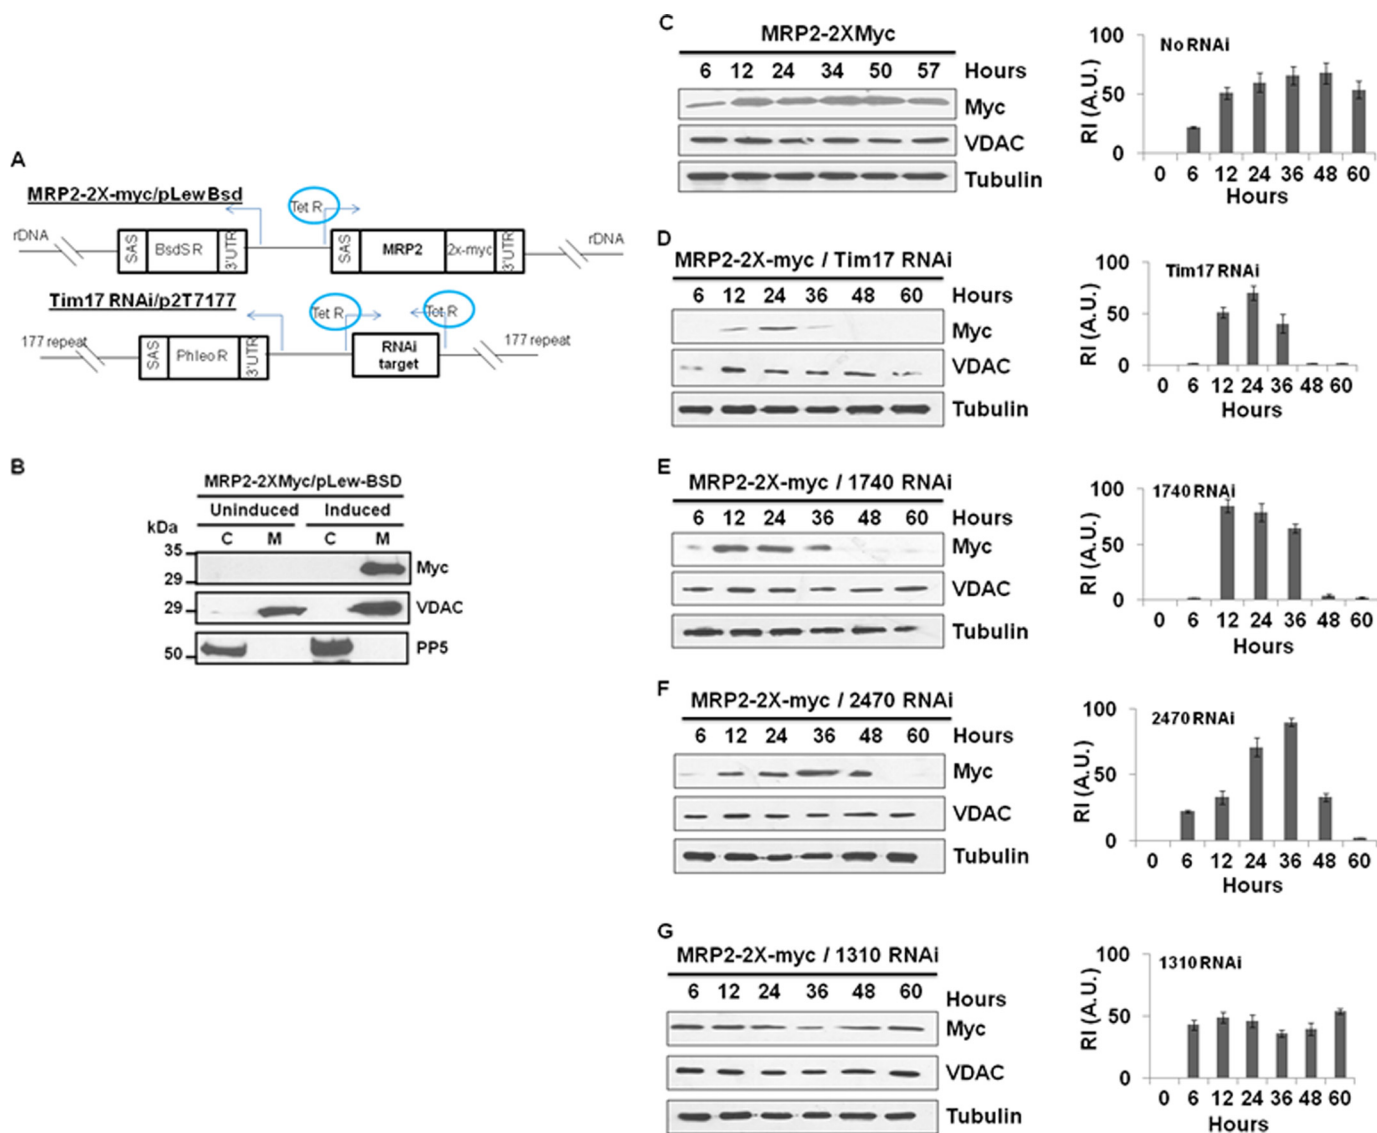 A
MRP2-2X-myc/pLewBsd
Tet R
rDNA
SAS
BsdS R
3'UTR
SAS
MRP2
2x-myc
3'UTR
rDNA
Tim17 RNAi/p2T7177
Tet R
Tet R
177 repeat
SAS
Phleo R
3'UTR
RNAi
target
177 repeat
B
MRP2-2XMyc/pLew-BSD
Uninduced Induced
kDa C M C M
35
29
Myc
29
VDAC
50
PP5
C
MRP2-2XMyc
6 12 24 34 50 57 Hours
Myc
VDAC
Tubulin
No RNAi
RI (A.U.)
100
50
0
0 6 12 24 36 48 60
Hours
D
MRP2-2X-myc / Tim17 RNAi
6 12 24 36 48 60 Hours
Myc
VDAC
Tubulin
Tim17 RNAi
RI (A.U.)
100
50
0
0 6 12 24 36 48 60
Hours
E
MRP2-2X-myc / 1740 RNAi
6 12 24 36 48 60 Hours
Myc
VDAC
Tubulin
1740 RNAi
RI (A.U.)
100
50
0
0 6 12 24 36 48 60
Hours
F
MRP2-2X-myc / 2470 RNAi
6 12 24 36 48 60 Hours
Myc
VDAC
Tubulin
2470 RNAi
RI (A.U.)
100
50
0
0 6 12 24 36 48 60
Hours
G
MRP2-2X-myc / 1310 RNAi
6 12 24 36 48 60 Hours
Myc
VDAC
Tubulin
1310 RNAi
RI (A.U.)
100
50
0
0 6 12 24 36 48 60
Hours